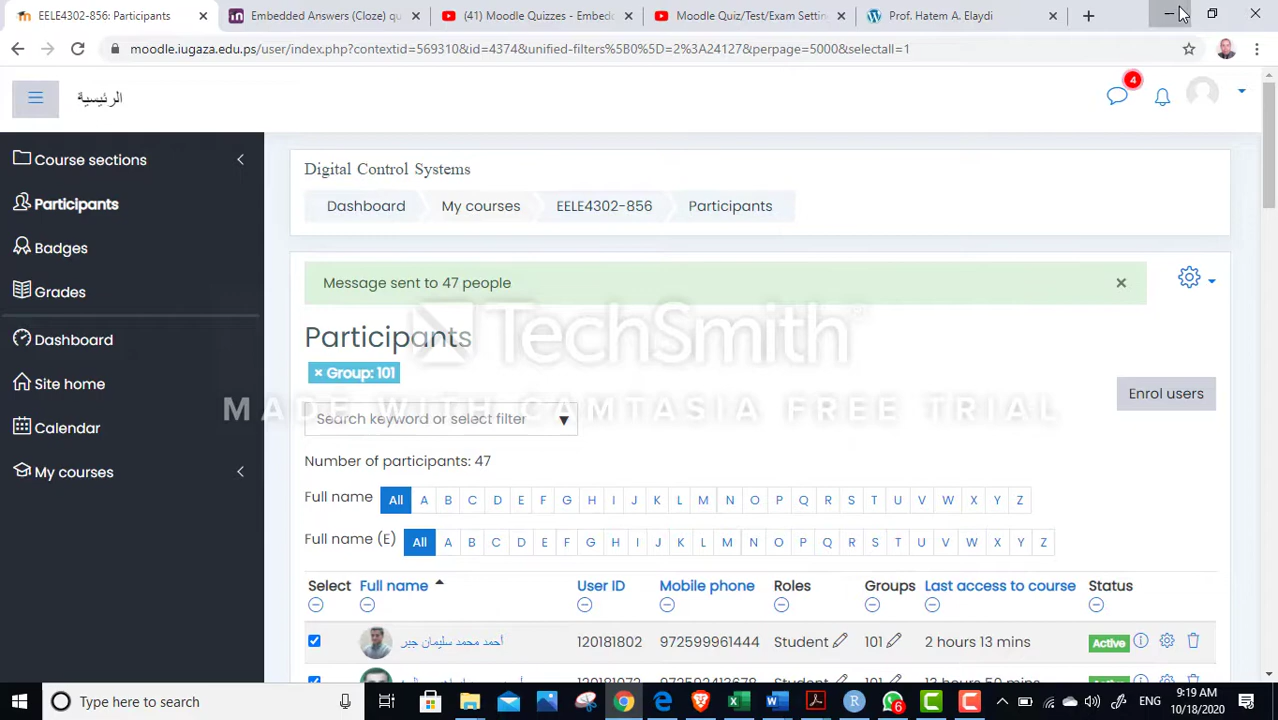 EELE4302-856: Participants
Embedded Answers (Cloze) qu
(41) Moodle Quizzes - Embedd
Moodle Quiz/Test/Exam Settin
Prof. Hatem A. Elaydi
moodle.iugaza.edu.ps/user/index.php?contextid=569310&id=4374&unified-filters%5B0%5D=2%3A24127&perpage=5000&selectall=1
الرئيسية
4
Course sections
Participants
Badges
Grades
Dashboard
Site home
Calendar
My courses
Digital Control Systems
Dashboard
My courses
EELE4302-856
Participants
Message sent to 47 people
×
Participants
× Group: 101
Enrol users
Search keyword or select filter ▼
Number of participants: 47
Full name All A B C D E F G H I J K L M N O P Q R S T U V W X Y Z
Full name (E) All A B C D E F G H I J K L M N O P Q R S T U V W X Y Z
Select Full name User ID Mobile phone Roles Groups Last access to course Status
أحمد محمد سليمان جبر 120181802 972599961444 Student 101 2 hours 13 mins Active
TechSmith
MADE WITH CAMTASIA FREE TRIAL
Type here to search
6
ENG
9:19 AM
10/18/2020